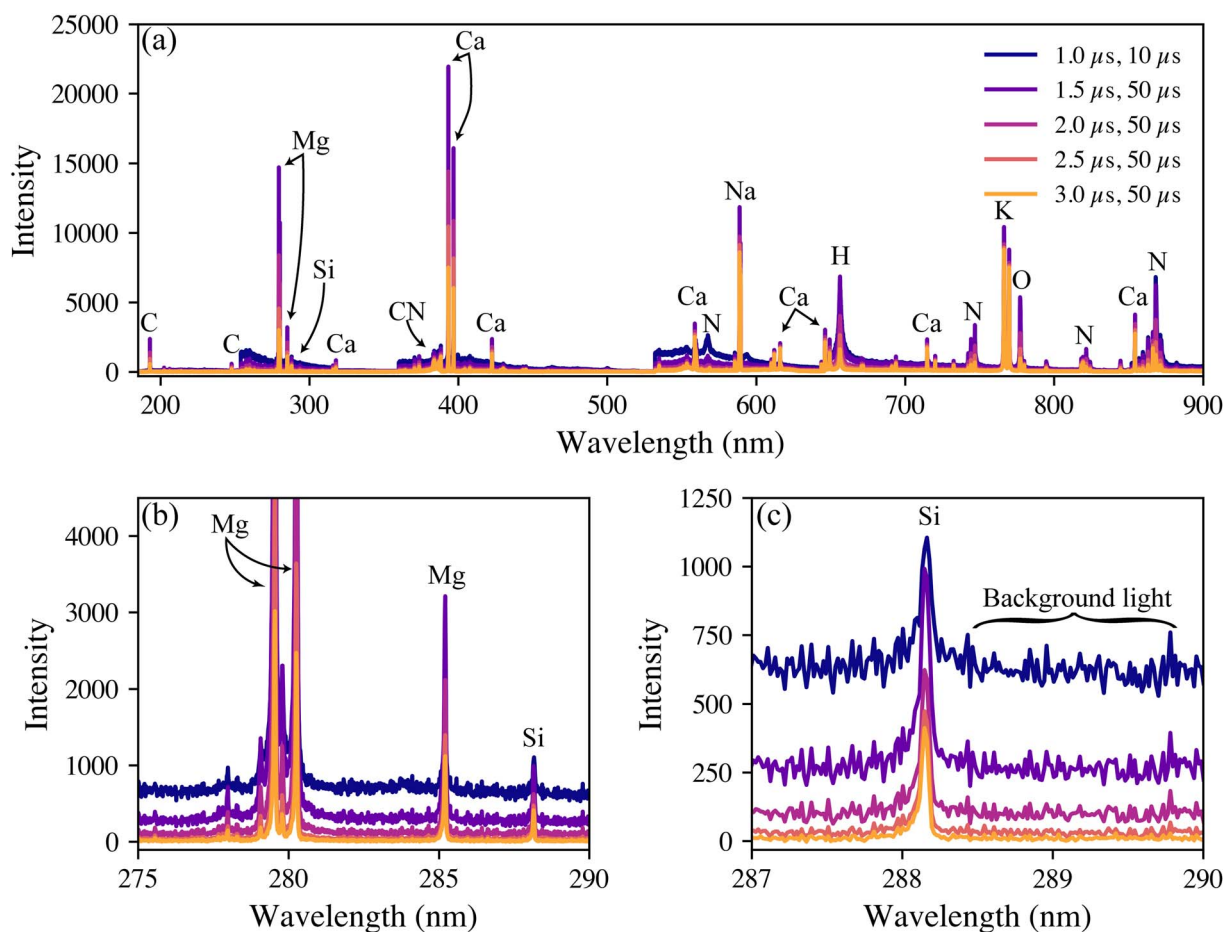 (a)
25000
20000
15000
10000
5000
0
Intensity
200 300 400 500 600 700 800 900
Wavelength (nm)
1.0 μs, 10 μs
1.5 μs, 50 μs
2.0 μs, 50 μs
2.5 μs, 50 μs
3.0 μs, 50 μs
C
C
Mg
Si
Ca
Ca
CN
Ca
Ca
N
Na
Ca
H
Ca
N
K
O
N
Ca
N
(b)
4000
3000
2000
1000
0
Intensity
275 280 285 290
Wavelength (nm)
Mg
Mg
Si
(c)
1250
1000
750
500
250
0
Intensity
287 288 289 290
Wavelength (nm)
Si
Background light